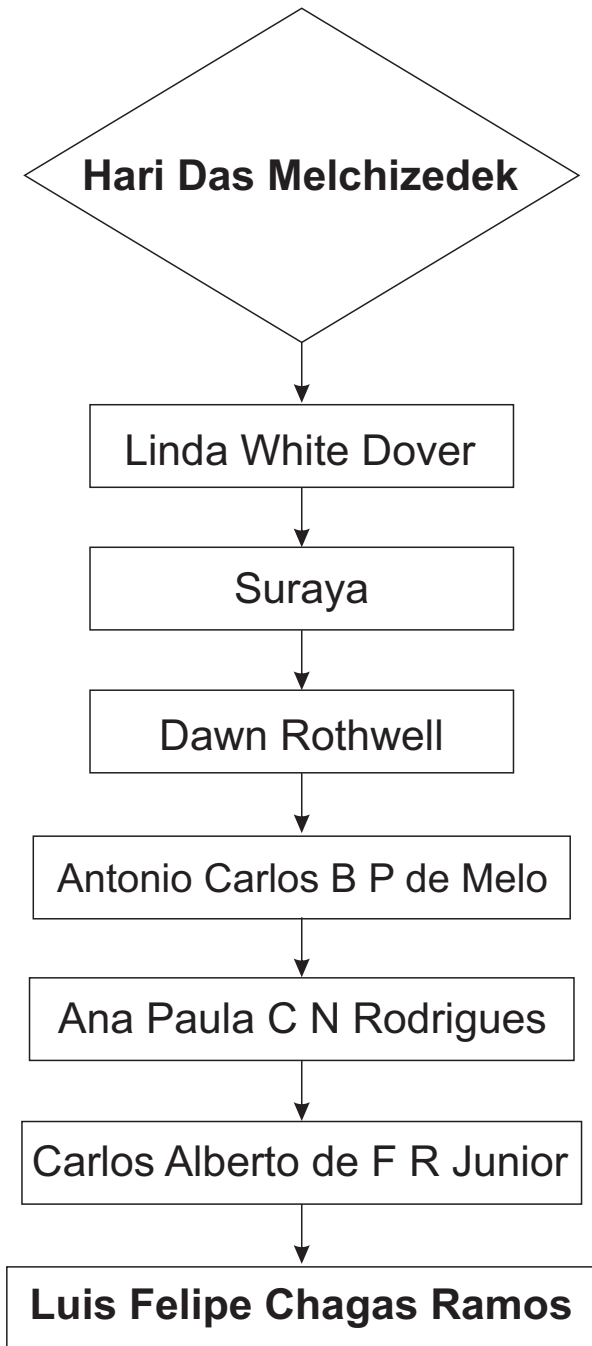 Hari Das Melchizedek
Linda White Dover
Suraya
Dawn Rothwell
Antonio Carlos B P de Melo
Ana Paula C N Rodrigues
Carlos Alberto de F R Junior
Luis Felipe Chagas Ramos